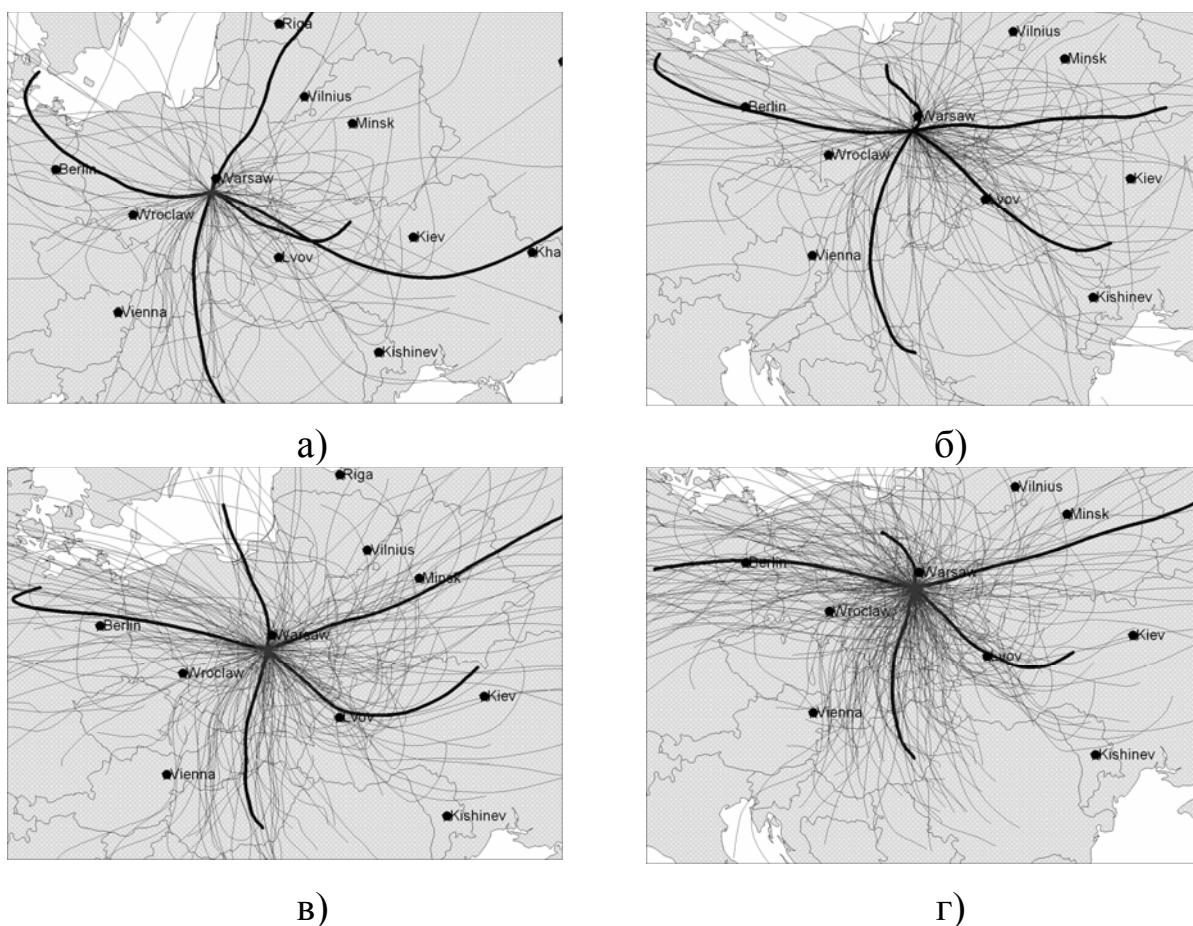 Riga
Vilnius
Minsk
Berlin
Warsaw
Wroclaw
Kiev
Kha
Lvov
Vienna
Kishinev
а)
Vilnius
Minsk
Berlin
Warsaw
Wroclaw
Kiev
Lvov
Vienna
Kishinev
б)
Riga
Vilnius
Minsk
Berlin
Warsaw
Wroclaw
Kiev
Lvov
Vienna
Kishinev
в)
Vilnius
Minsk
Berlin
Warsaw
Wroclaw
Kiev
Lvov
Vienna
Kishinev
г)